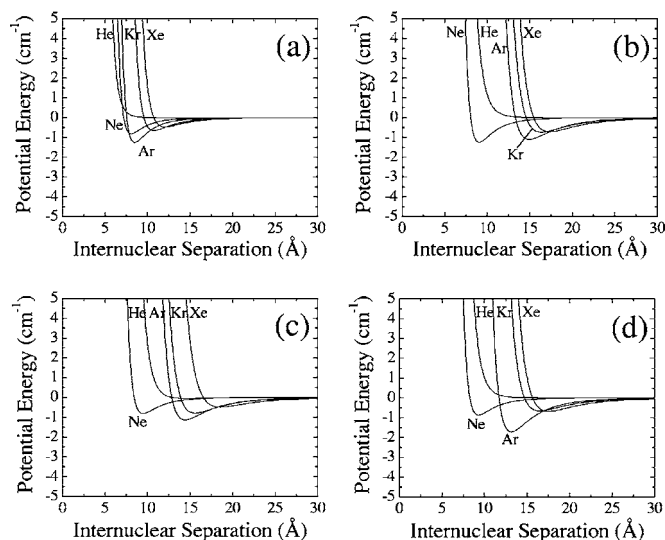 5
4
3
2
1
0
-1
-2
-3
-4
-5
Potential Energy (cm⁻¹)
He
Kr
Xe
(a)
Ne
Ar
0 5 10 15 20 25 30
Internuclear Separation (Å)
5
4
3
2
1
0
-1
-2
-3
-4
-5
Potential Energy (cm⁻¹)
Ne
He
Xe
Ar
(b)
Kr
0 5 10 15 20 25 30
Internuclear Separation (Å)
5
4
3
2
1
0
-1
-2
-3
-4
-5
Potential Energy (cm⁻¹)
He Ar Kr Xe
(c)
Ne
0 5 10 15 20 25 30
Internuclear Separation (Å)
5
4
3
2
1
0
-1
-2
-3
-4
-5
Potential Energy (cm⁻¹)
He Kr Xe
(d)
Ne
Ar
0 5 10 15 20 25 30
Internuclear Separation (Å)